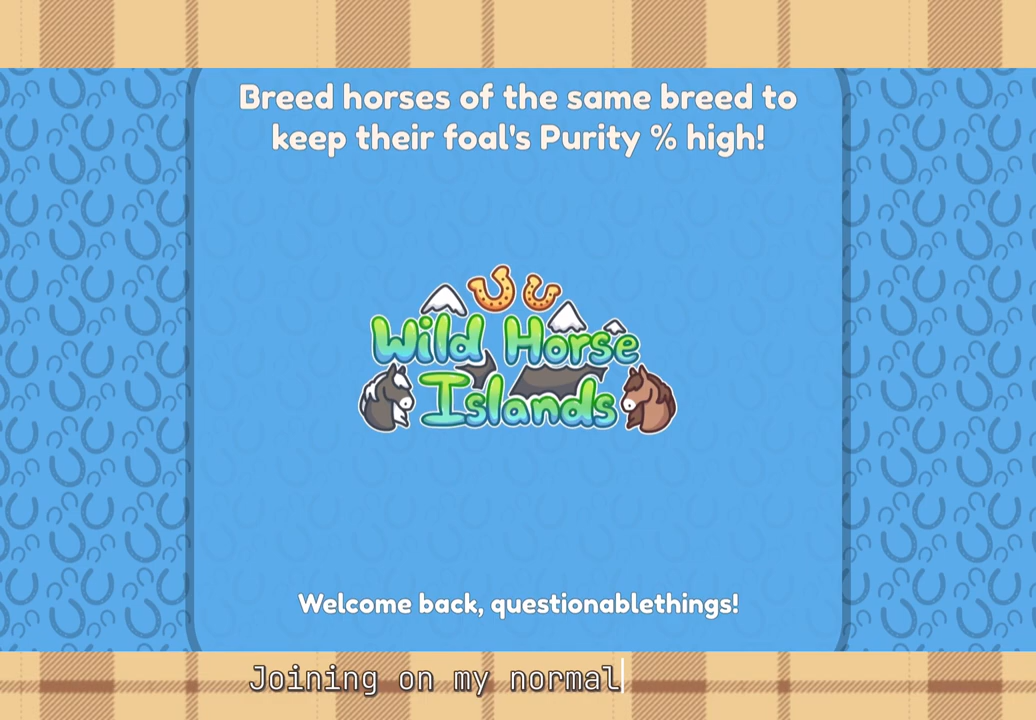 Breed horses of the same breed to
keep their foal's Purity % high!
Wild Horse
Islands
Welcome back, questionablethings!
Joining on my normal